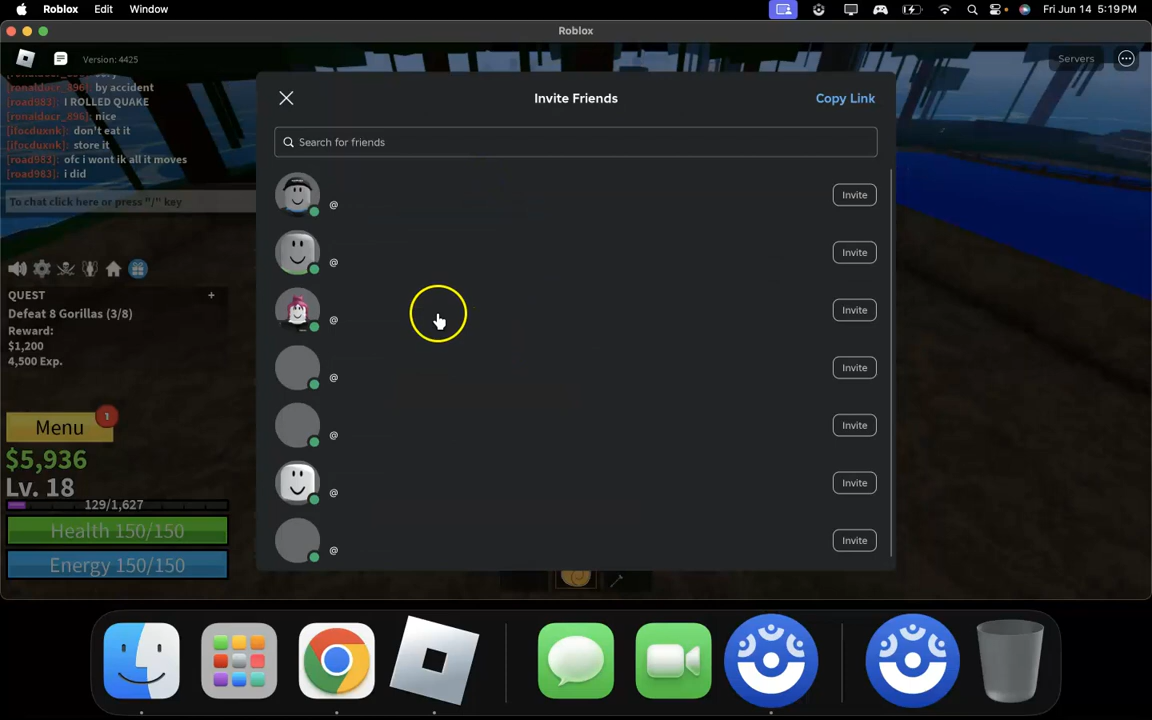 Roblox Edit Window Fri Jun 14 5:19 PM
Roblox
Version: 4425 Servers
[ronalducr_896]: by accident
[road983]: I ROLLED QUAKE
[ronalducr_896]: nice
[ifocduxnk]: don't eat it
[ifocduxnk]: store it
[road983]: ofc i wont ik all it moves
[road983]: i did
To chat click here or press "/" key
Invite Friends Copy Link
Search for friends
@ Invite
@ Invite
@ Invite
@ Invite
@ Invite
@ Invite
@ Invite
QUEST +
Defeat 8 Gorillas (3/8)
Reward:
$1,200
4,500 Exp.
Menu 1
$5,936
Lv. 18
129/1,627
Health 150/150
Energy 150/150